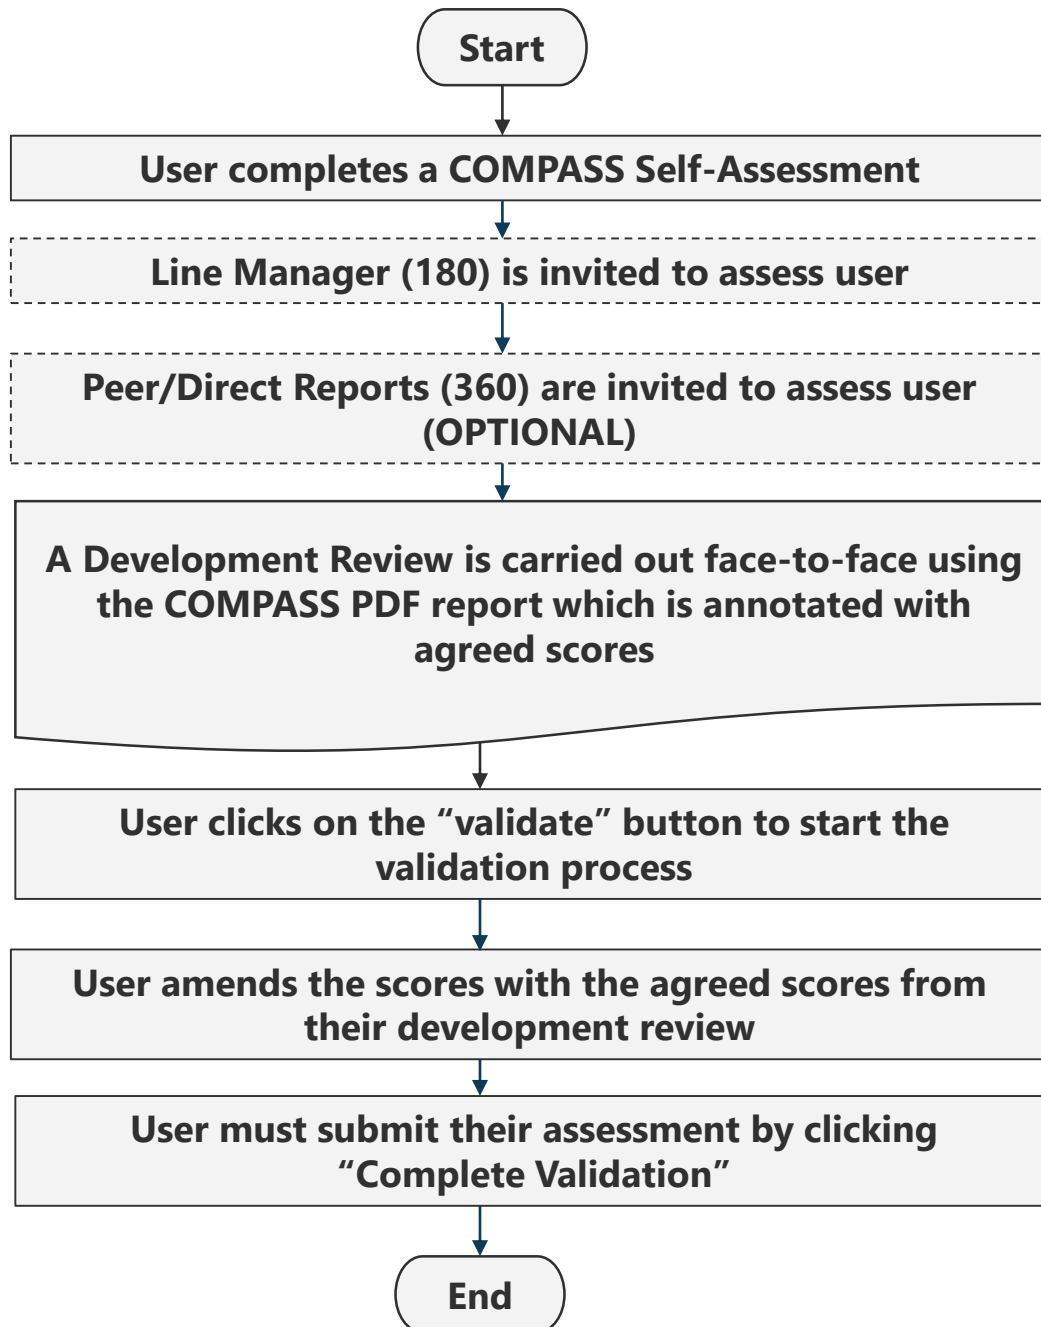 Start
User completes a COMPASS Self-Assessment
Line Manager (180) is invited to assess user
Peer/Direct Reports (360) are invited to assess user
(OPTIONAL)
A Development Review is carried out face-to-face using
the COMPASS PDF report which is annotated with
agreed scores
User clicks on the “validate” button to start the
validation process
User amends the scores with the agreed scores from
their development review
User must submit their assessment by clicking
“Complete Validation”
End